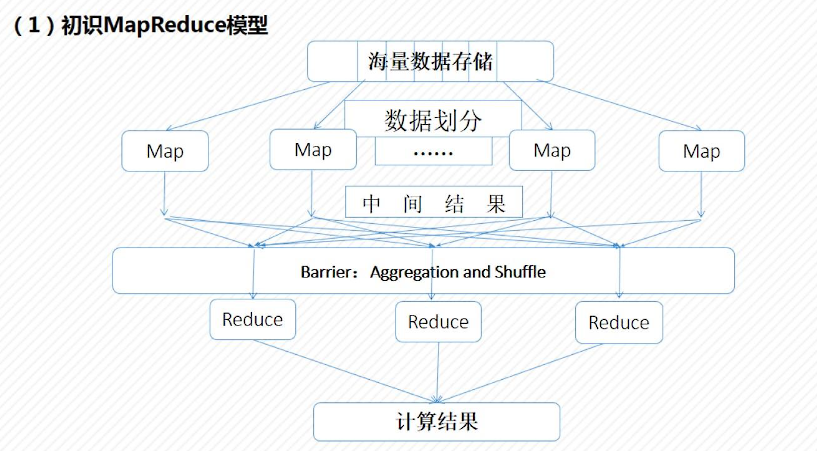 （1）初识MapReduce模型
海量数据存储
数据划分
Map
Map
......
Map
Map
中 间 结 果
Barrier：Aggregation and Shuffle
Reduce
Reduce
Reduce
计算结果